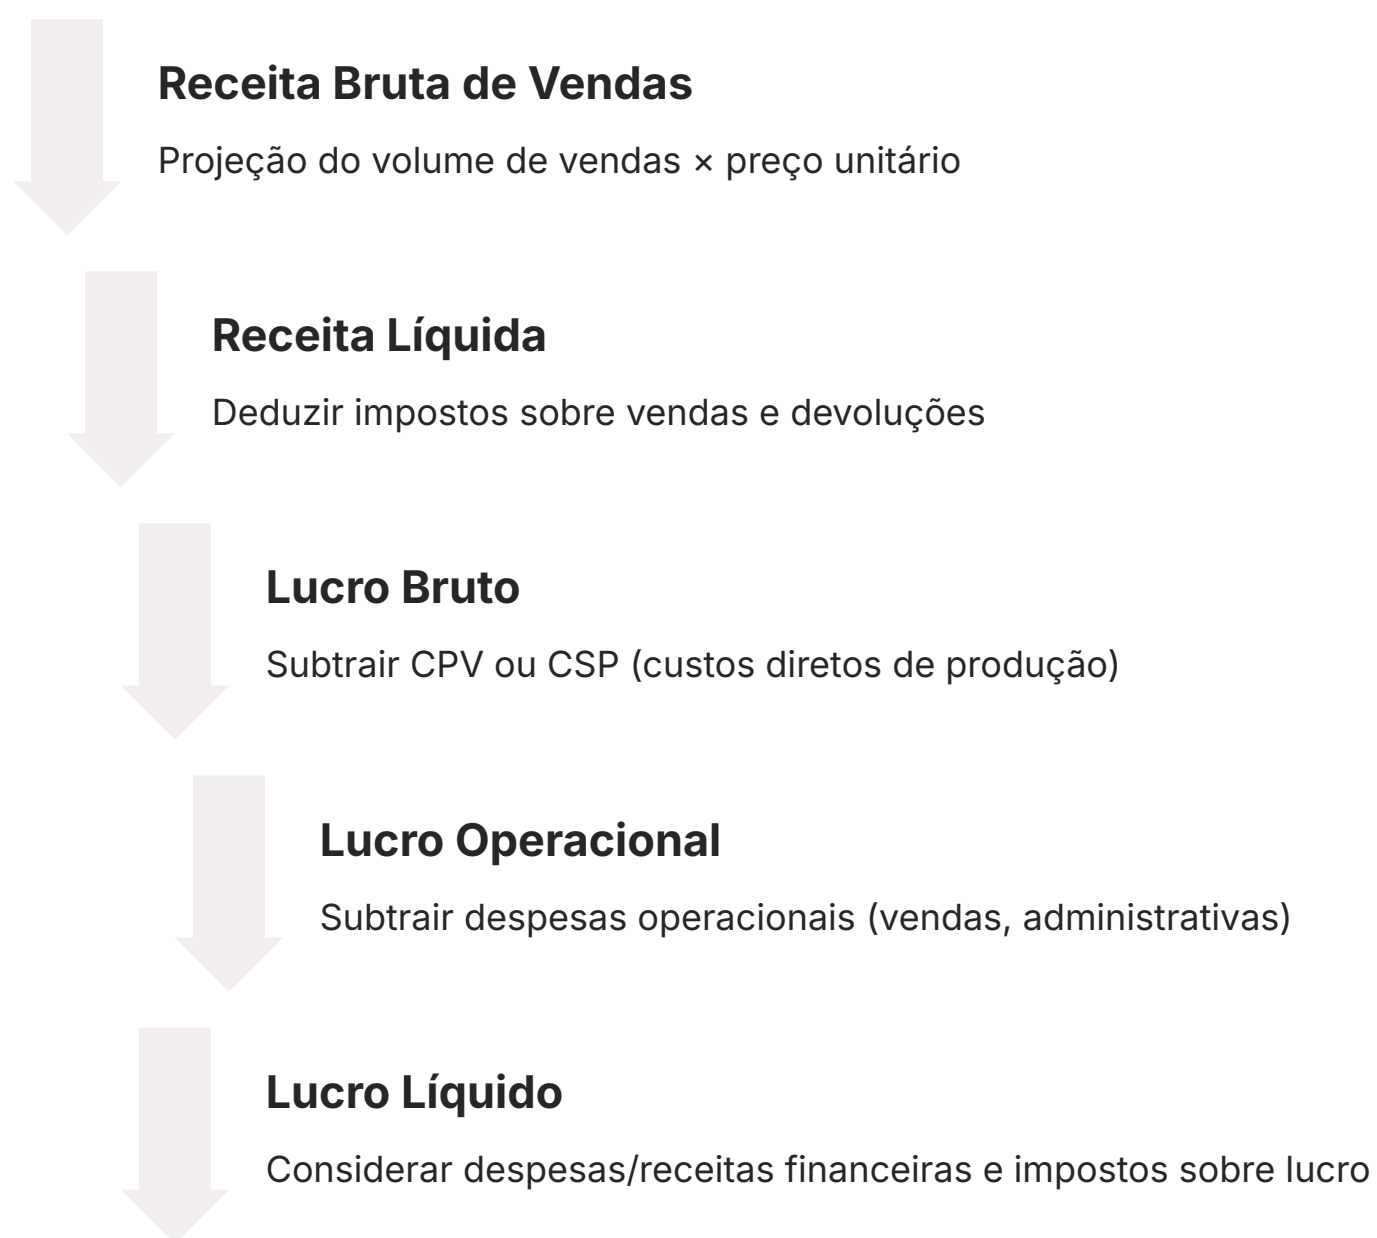 Receita Bruta de Vendas
Projeção do volume de vendas × preço unitário
Receita Líquida
Deduzir impostos sobre vendas e devoluções
Lucro Bruto
Subtrair CPV ou CSP (custos diretos de produção)
Lucro Operacional
Subtrair despesas operacionais (vendas, administrativas)
Lucro Líquido
Considerar despesas/receitas financeiras e impostos sobre lucro